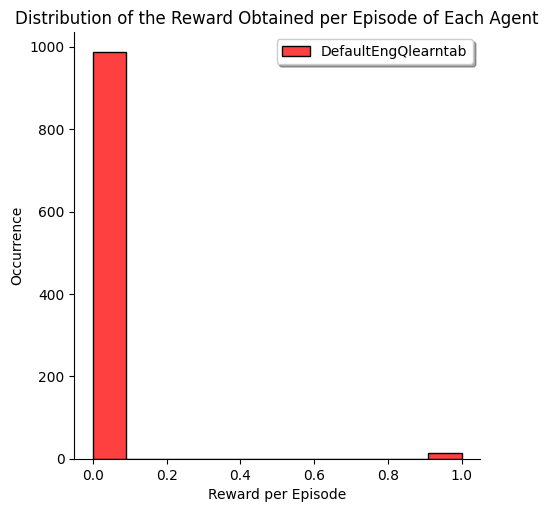 Distribution of the Reward Obtained per Episode of Each Agent
DefaultEngQlearntab
1000
800
600
400
200
0
Occurrence
0.0 0.2 0.4 0.6 0.8 1.0
Reward per Episode